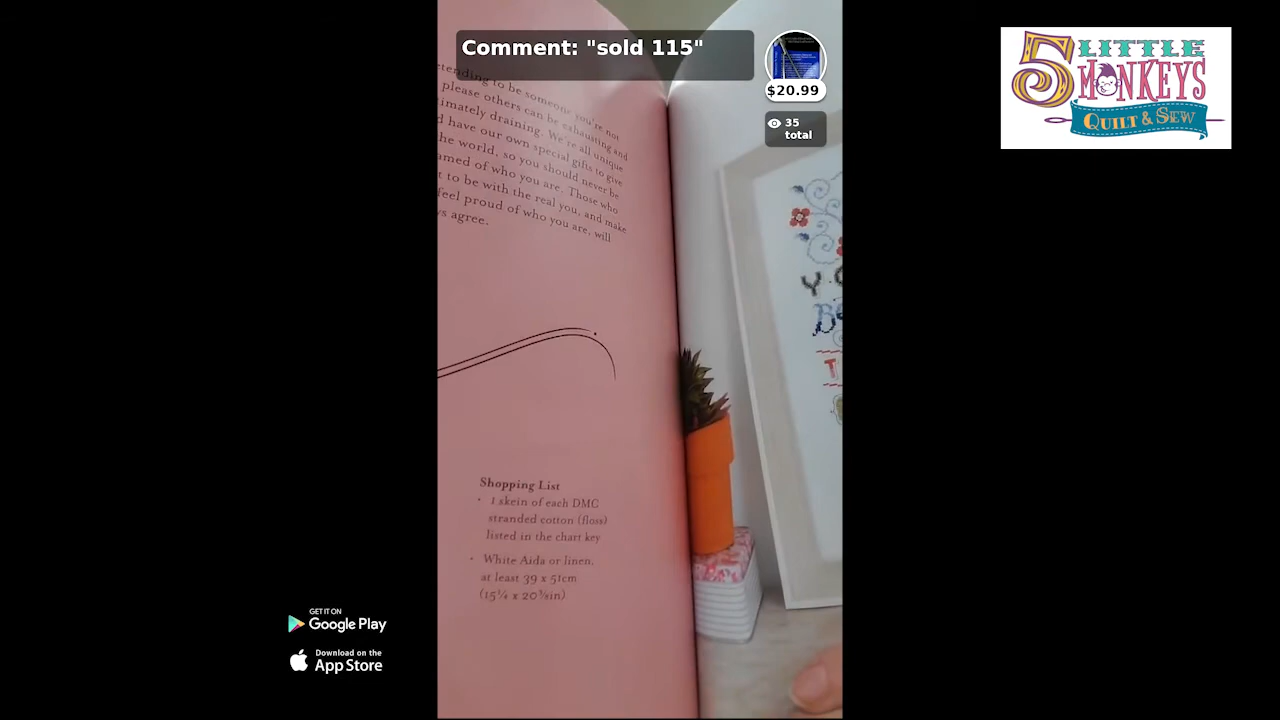 Comment: "sold 115"
$20.99
35
total
5 LITTLE
MONKEYS
QUILT & SEW
etending to be someone you're not
please others can be exhausting and
imately draining. We're all unique
d have our own special gifts to give
he world, so you should never be
amed of who you are. Those who
t to be with the real you, and make
feel proud of who you are, will
ys agree.
Shopping List
• 1 skein of each DMC
stranded cotton (floss)
listed in the chart key
• White Aida or linen,
at least 39 x 51cm
(15¼ x 20⅜in)
Y
B
T
GET IT ON
Google Play
Download on the
App Store